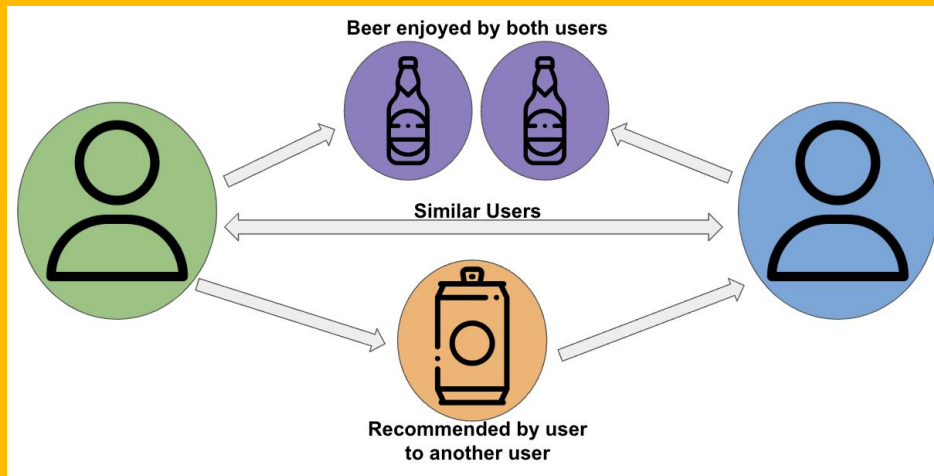 Beer enjoyed by both users
Similar Users
Recommended by user
to another user